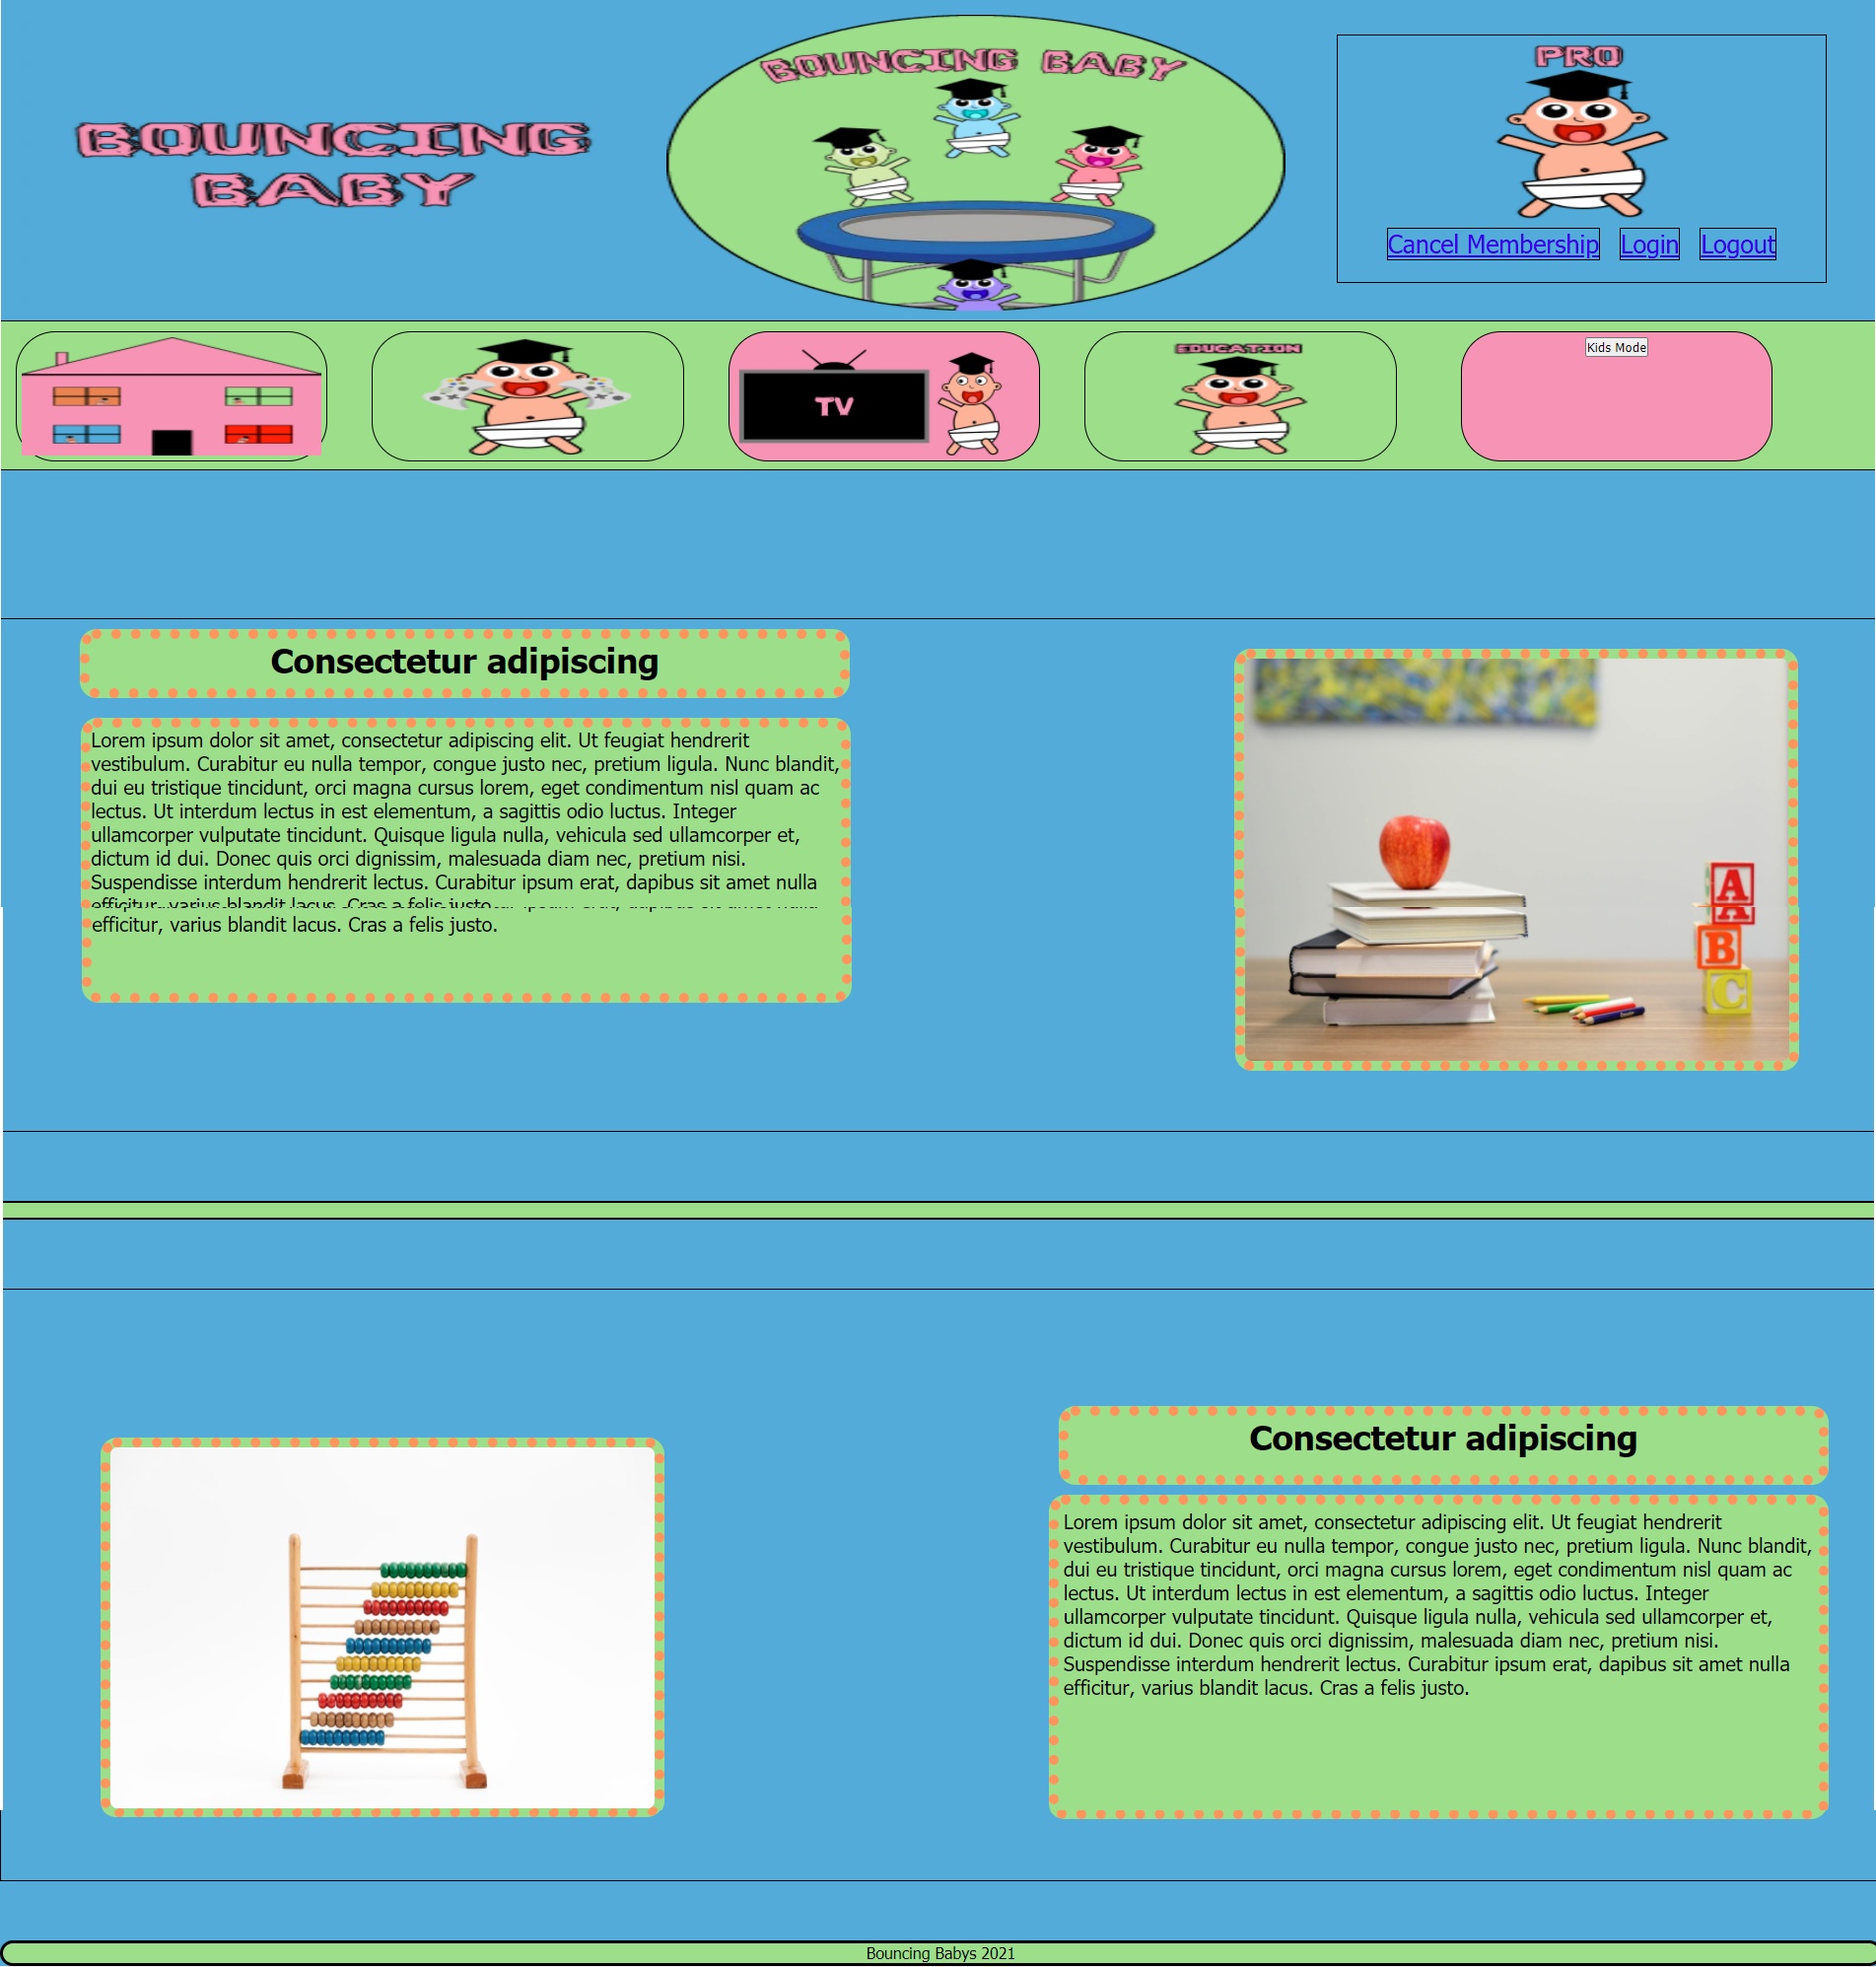 BOUNCING
BABY
BOUNCING BABY
PRO
Cancel Membership Login Logout
TV
EDUCATION
Kids Mode
Consectetur adipiscing
Lorem ipsum dolor sit amet, consectetur adipiscing elit. Ut feugiat hendrerit
vestibulum. Curabitur eu nulla tempor, congue justo nec, pretium ligula. Nunc blandit,
dui eu tristique tincidunt, orci magna cursus lorem, eget condimentum nisl quam ac
lectus. Ut interdum lectus in est elementum, a sagittis odio luctus. Integer
ullamcorper vulputate tincidunt. Quisque ligula nulla, vehicula sed ullamcorper et,
dictum id dui. Donec quis orci dignissim, malesuada diam nec, pretium nisi.
Suspendisse interdum hendrerit lectus. Curabitur ipsum erat, dapibus sit amet nulla
efficitur, varius blandit lacus. Cras a felis justo.
A
B
C
Consectetur adipiscing
Lorem ipsum dolor sit amet, consectetur adipiscing elit. Ut feugiat hendrerit
vestibulum. Curabitur eu nulla tempor, congue justo nec, pretium ligula. Nunc blandit,
dui eu tristique tincidunt, orci magna cursus lorem, eget condimentum nisl quam ac
lectus. Ut interdum lectus in est elementum, a sagittis odio luctus. Integer
ullamcorper vulputate tincidunt. Quisque ligula nulla, vehicula sed ullamcorper et,
dictum id dui. Donec quis orci dignissim, malesuada diam nec, pretium nisi.
Suspendisse interdum hendrerit lectus. Curabitur ipsum erat, dapibus sit amet nulla
efficitur, varius blandit lacus. Cras a felis justo.
Bouncing Babys 2021